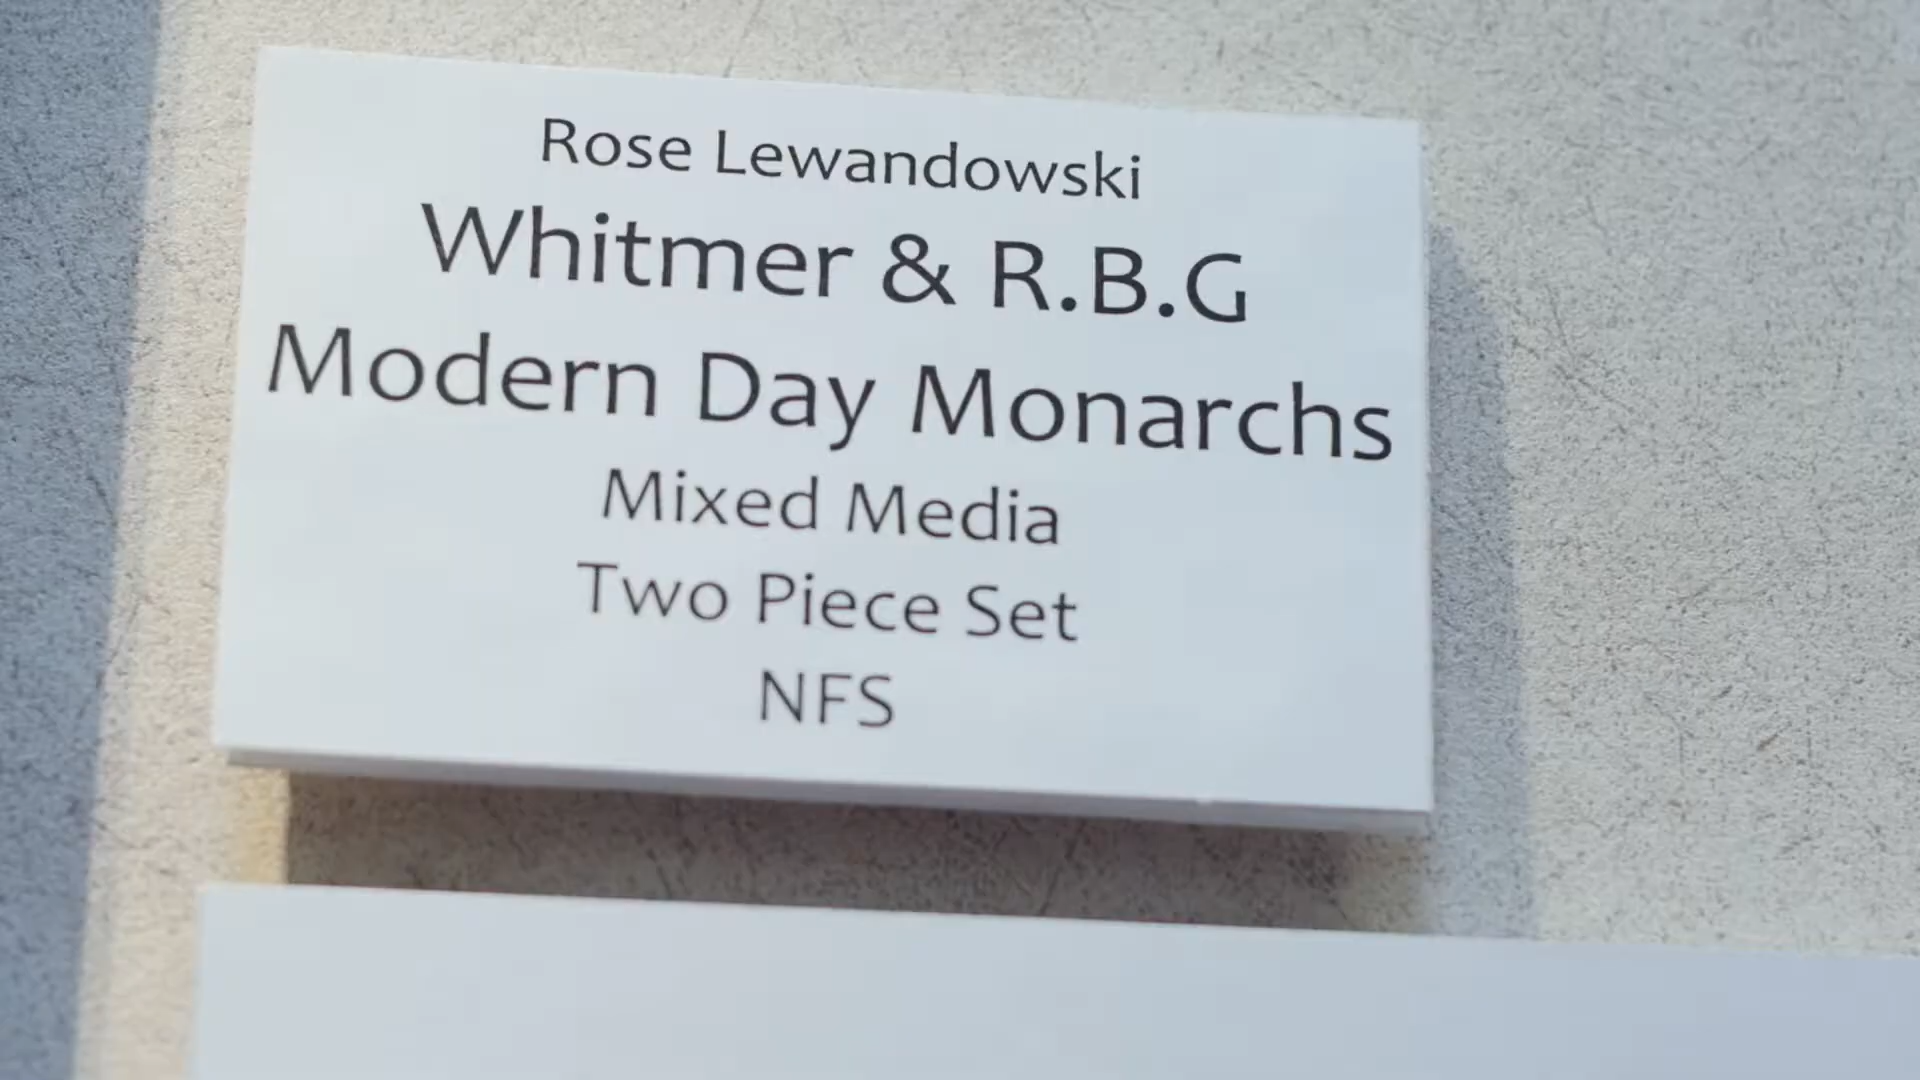 Rose Lewandowski
Whitmer & R.B.G
Modern Day Monarchs
Mixed Media
Two Piece Set
NFS